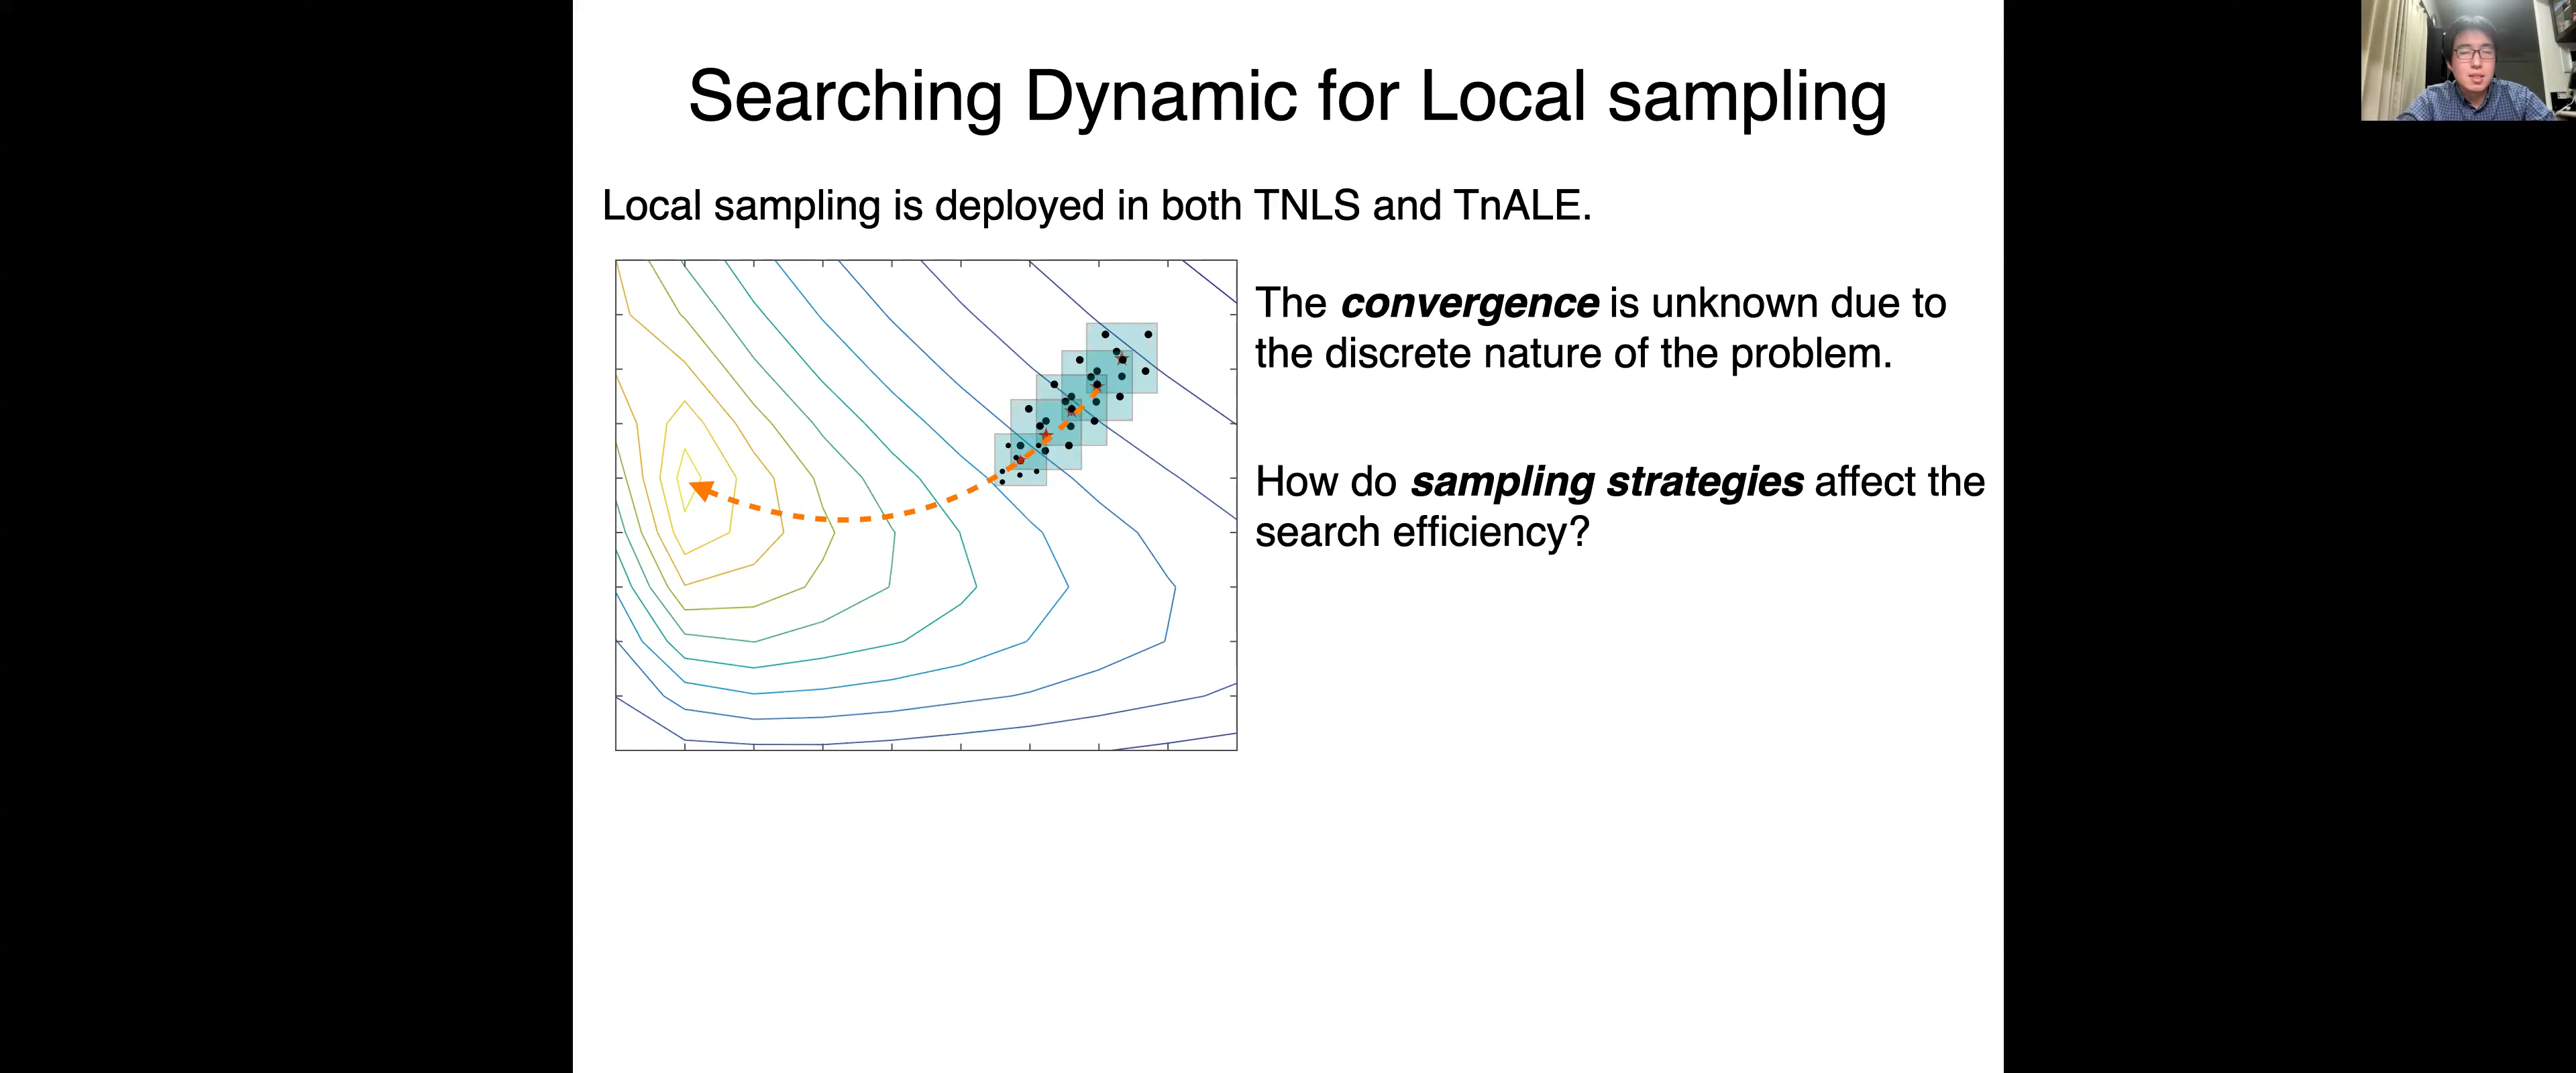 Searching Dynamic for Local sampling
Local sampling is deployed in both TNLS and TnALE.
The convergence is unknown due to
the discrete nature of the problem.
How do sampling strategies affect the
search efficiency?